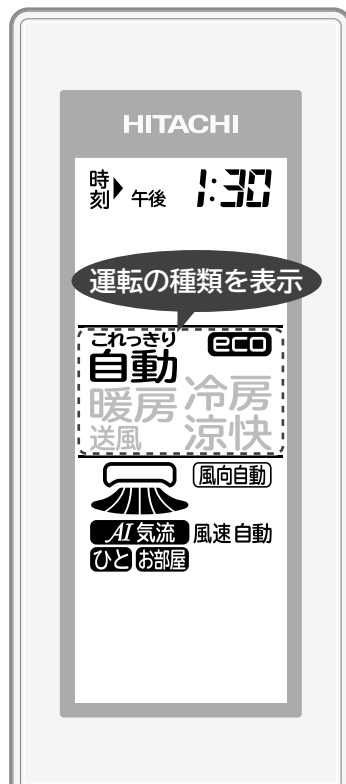 HITACHI
時刻 午後 1:30
運転の種類を表示
これっきり
自動 eco
暖房 冷房
送風 涼快
風向自動
AI 気流 風速自動
ひと お部屋